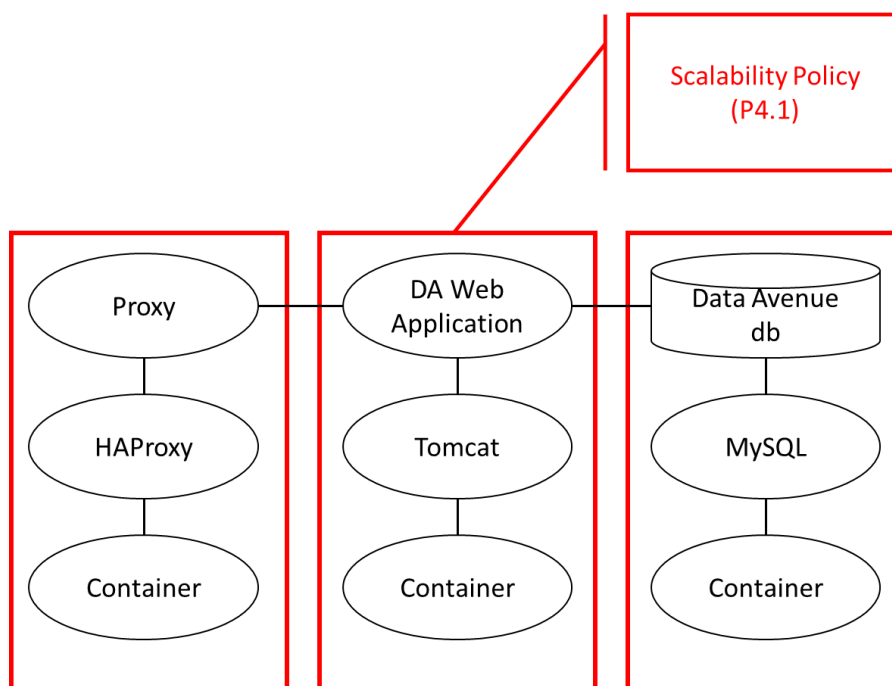 Scalability Policy
(P4.1)
Proxy
DA Web
Application
Data Avenue
db
HAProxy
Tomcat
MySQL
Container
Container
Container